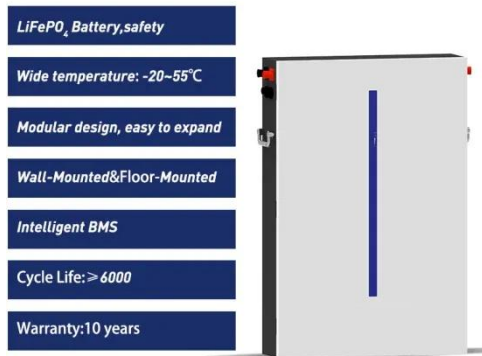 LiFePO₄ Battery,safety
Wide temperature: -20~55℃
Modular design, easy to expand
Wall-Mounted&Floor-Mounted
Intelligent BMS
Cycle Life:≥6000
Warranty:10 years